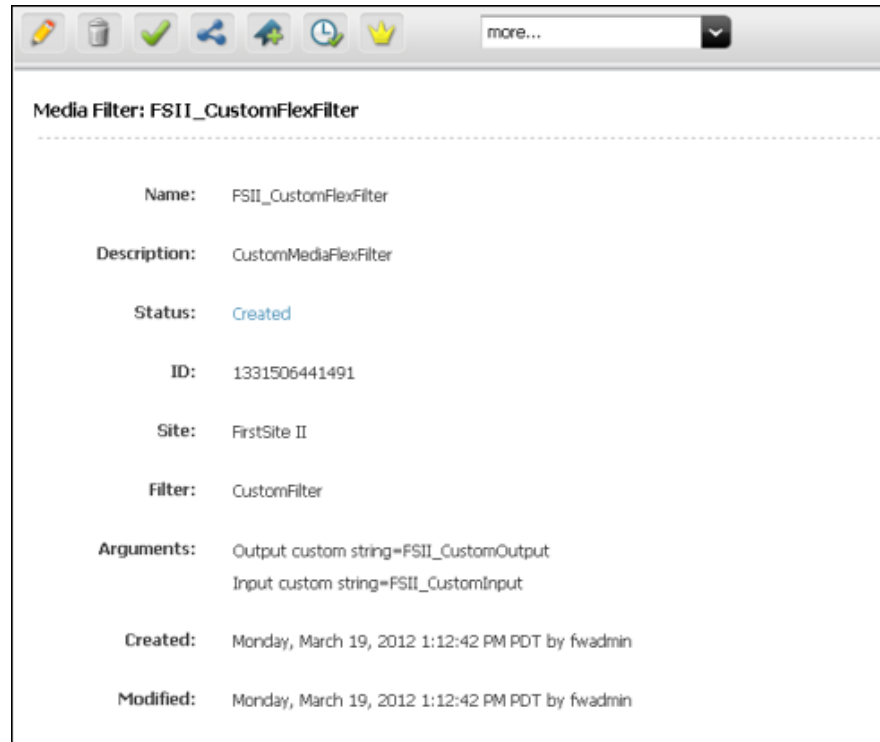 more...
Media Filter: FSII_CustomFlexFilter
Name: FSII_CustomFlexFilter
Description: CustomMediaFlexFilter
Status: Created
ID: 1331506441491
Site: FirstSite II
Filter: CustomFilter
Arguments: Output custom string=FSII_CustomOutput
Input custom string=FSII_CustomInput
Created: Monday, March 19, 2012 1:12:42 PM PDT by fwadmin
Modified: Monday, March 19, 2012 1:12:42 PM PDT by fwadmin